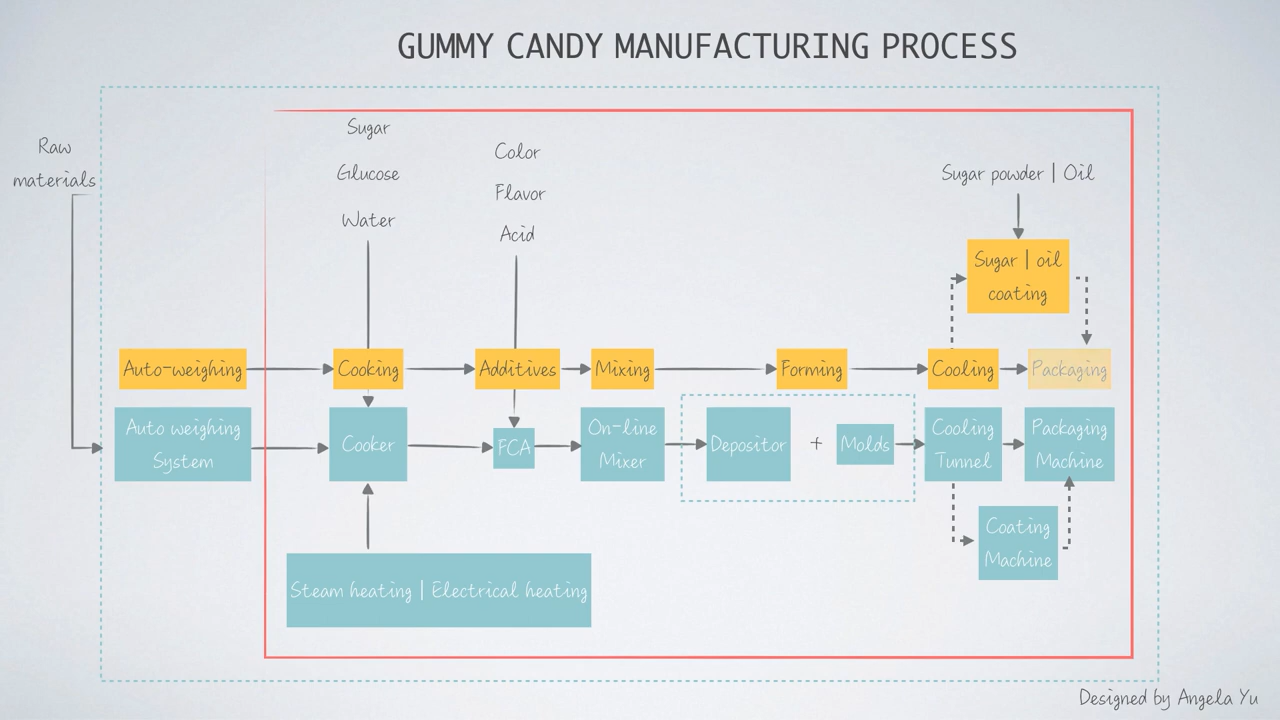 GUMMY CANDY MANUFACTURING PROCESS
Raw
materials
Sugar
Glucose
Water
Color
Flavor
Acid
Sugar powder | Oil
Sugar | oil
coating
Auto-weighing
Cooking
Additives
Mixing
Forming
Cooling
Packaging
Auto weighing
System
Cooker
FCA
On-line
Mixer
Depositor
+
Molds
Cooling
Tunnel
Packaging
Machine
Coating
Machine
Steam heating | Electrical heating
Designed by Angela Yu